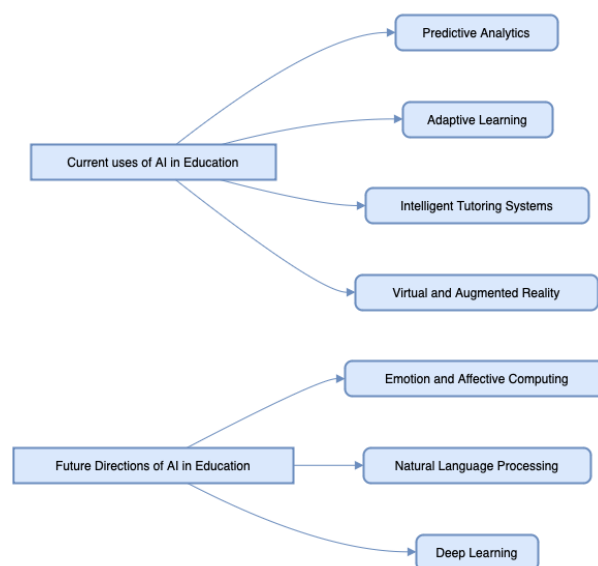 Current uses of AI in Education
Predictive Analytics
Adaptive Learning
Intelligent Tutoring Systems
Virtual and Augmented Reality
Future Directions of AI in Education
Emotion and Affective Computing
Natural Language Processing
Deep Learning